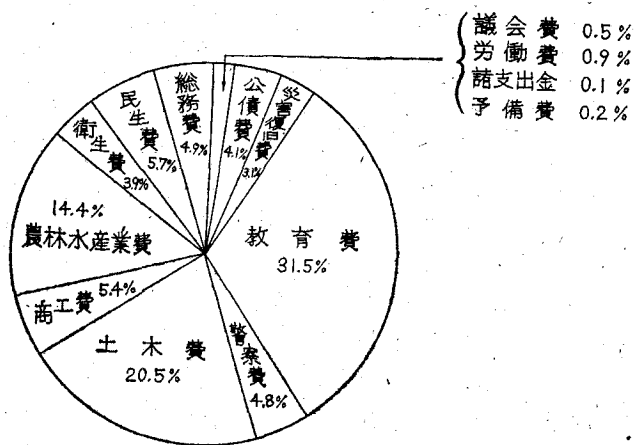 議会費 0.5%
労働費 0.9%
諸支出金 0.1%
予備費 0.2%
公債費
4.1%
災害復旧費
3.1%
教育費
31.5%
警察費
4.8%
土木費
20.5%
商工費 5.4%
14.4%
農林水産業費
衛生費
3.9%
民生費
5.7%
総務費
4.9%